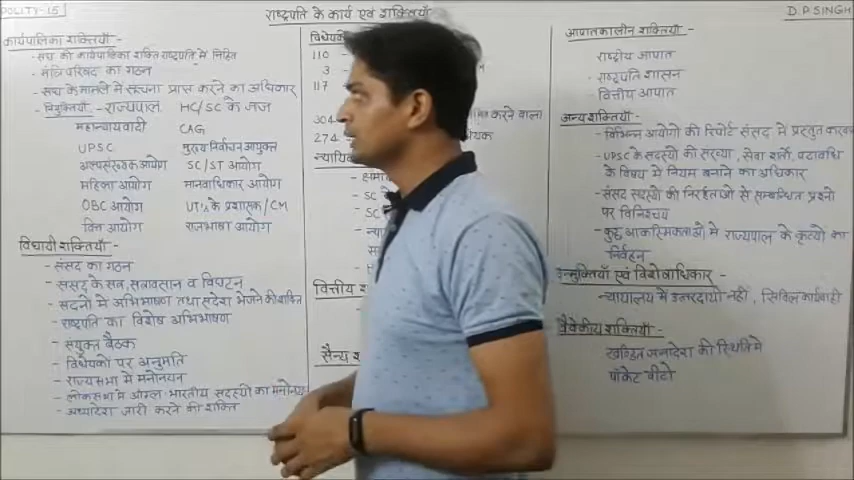 POLITY-15
राष्ट्रपति के कार्य एवं शक्तियाँ
D.P SINGH
कार्यपालिका शक्तियाँ -
- संघ की कार्यपालिका शक्ति राष्ट्रपति में निहित
- मंत्रिपरिषद का गठन
- संघ के मामले में सूचना प्राप्त करने का अधिकार
- नियुक्तियाँ - राज्यपाल HC/SC के जज
महान्यायवादी CAG
UPSC मुख्य निर्वाचन आयुक्त
अल्पसंख्यक आयोग SC/ST आयोग
महिला आयोग मानवाधिकार आयोग
OBC आयोग UT's के प्रशासक/CM
वित्त आयोग राजभाषा आयोग
विधायी शक्तियाँ -
- संसद का गठन
- संसद के सत्र, सत्रावसान व विघटन
- सदनो में अभिभाषण तथा संदेश भेजने की शक्ति
- राष्ट्रपति का विशेष अभिभाषण
- संयुक्त बैठक
- विधेयको पर अनुमति
- राज्यसभा में मनोनयन
- लोकसभा में आंग्ल-भारतीय सदस्यो का मनोनयन
- अध्यादेश जारी करने की शक्ति
110
3
117
304 करने वाला
274
न्यायिक
- SC
- SC
वित्तीय
सैन्य
आपातकालीन शक्तियाँ -
राष्ट्रीय आपात
- राष्ट्रपति शासन
- वित्तीय आपात
अन्य शक्तियाँ -
- विभिन्न आयोगो की रिपोर्ट संसद में प्रस्तुत करवाना
- UPSC के सदस्यो की संख्या, सेवा शर्तो, पदावधि
के विषय में नियम बनाने का अधिकार
- संसद सदस्यो की निरर्हताओ से सम्बन्धित प्रश्नो
पर विनिश्चय
- कुछ आकस्मिकताओ में राज्यपाल के कृत्यो का
निर्वहन
उन्मुक्तियाँ एवं विशेषाधिकार -
न्यायालय में उत्तरदायी नहीं, सिविल कार्यवाही
वैवेकीय शक्तियाँ -
खण्डित जनादेश की स्थिति मे
पॉकेट वीटो